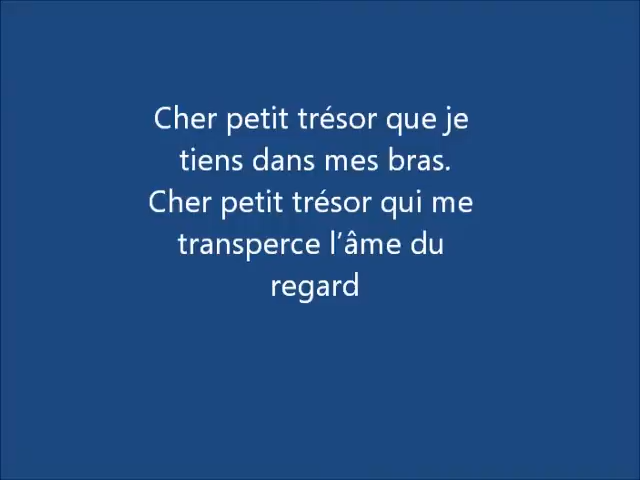 Cher petit trésor que je
tiens dans mes bras.
Cher petit trésor qui me
transperce l’âme du
regard